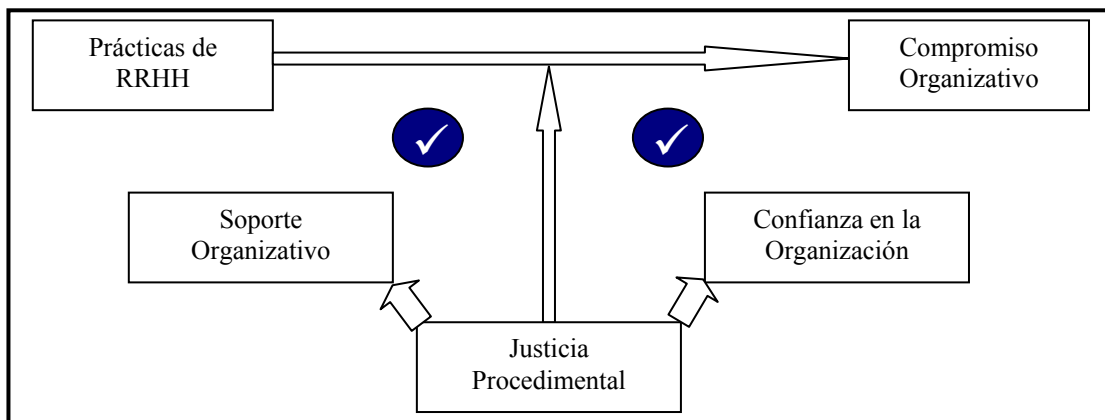 Prácticas de
RRHH
Compromiso
Organizativo
Soporte
Organizativo
Confianza en la
Organización
Justicia
Procedimental